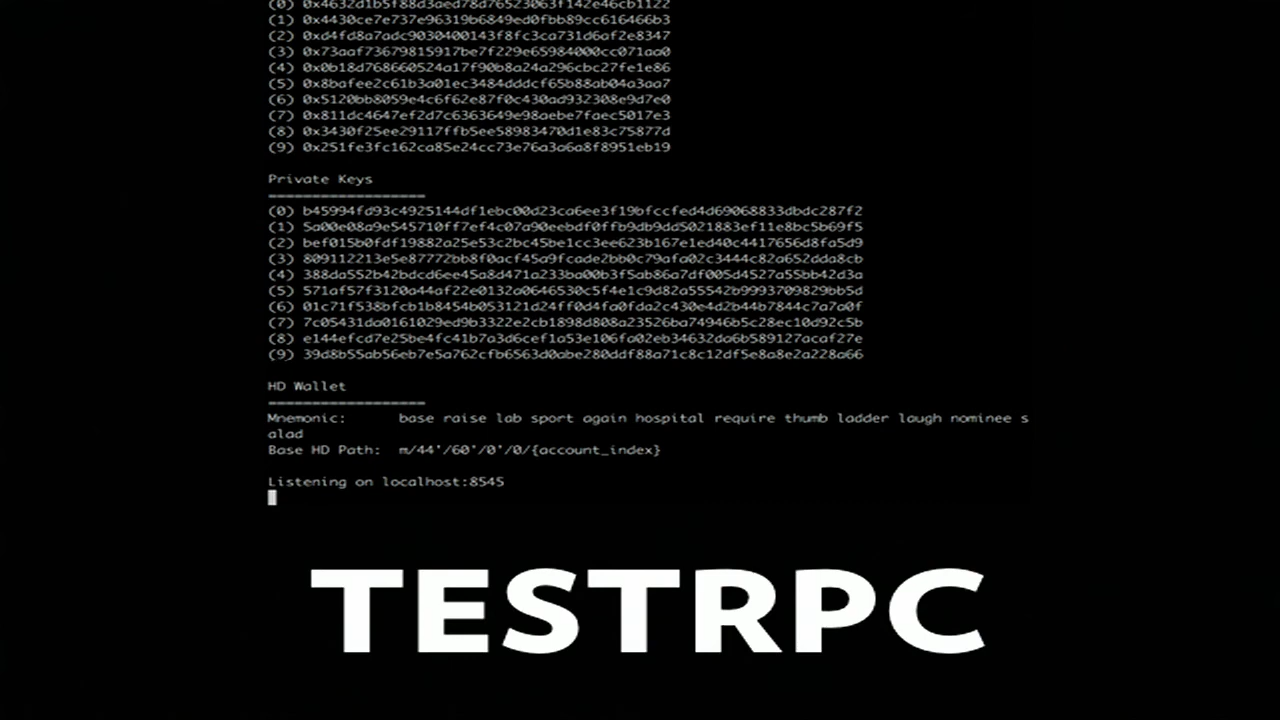 (0) 0x4632d1b5f88d3aed78d76523063f142e46cb1122
(1) 0x4430ce7e737e96319b6849ed0fbb89cc616466b3
(2) 0xd4fd8a7adc9030400143f8fc3ca731d6af2e8347
(3) 0x73aaf73679815917be7f229e65984000cc071aa0
(4) 0x0b18d768660524a17f90b8a24a296cbc27fe1e86
(5) 0x8bafee2c61b3a01ec3484dddcf65b88ab04a3aa7
(6) 0x5120bb8059e4c6f62e87f0c430ad932308e9d7e0
(7) 0x811dc4647ef2d7c6363649e98aebe7faec5017e3
(8) 0x3430f25ee29117ffb5ee58983470d1e83c75877d
(9) 0x251fe3fc162ca85e24cc73e76a3a6a8f8951eb19
Private Keys
==================
(0) b45994fd93c4925144df1ebc00d23ca6ee3f19bfccfed4d69068833dbdc287f2
(1) 5a00e08a9e545710ff7ef4c07a90eebdf0ffb9db9dd5021883ef11e8bc5b69f5
(2) bef015b0fdf19882a25e53c2bc45be1cc3ee623b167e1ed40c4417656d8fa5d9
(3) 809112213e5e87772bb8f0acf45a9fcade2bb0c79afa02c3444c82a652dda8cb
(4) 388da552b42bdcd6ee45a8d471a233ba00b3f5ab86a7df005d4527a55bb42d3a
(5) 571af57f3120a44af22e0132a0646530c5f4e1c9d82a55542b9993709829bb5d
(6) 01c71f538bfcb1b8454b053121d24ff0d4fa0fda2c430e4d2b44b7844c7a7a0f
(7) 7c05431da0161029ed9b3322e2cb1898d808a23526ba74946b5c28ec10d92c5b
(8) e144efcd7e25be4fc41b7a3d6cef1a53e106fa02eb34632da6b589127acaf27e
(9) 39d8b55ab56eb7e5a762cfb6563d0abe280ddf88a71c8c12df5e8a8e2a228a66
HD Wallet
==================
Mnemonic:      base raise lab sport again hospital require thumb ladder laugh nominee s
alad
Base HD Path:  m/44'/60'/0'/0/{account_index}
Listening on localhost:8545
TESTRPC